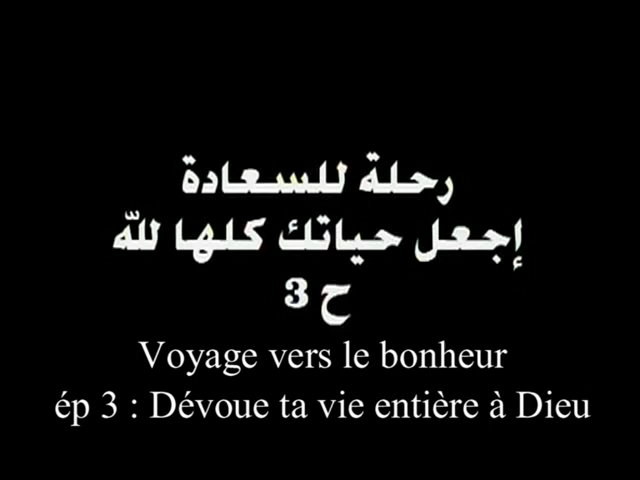 رحلة للسعادة
إجعل حياتك كلها لله
ح 3
Voyage vers le bonheur
ép 3 : Dévoue ta vie entière à Dieu